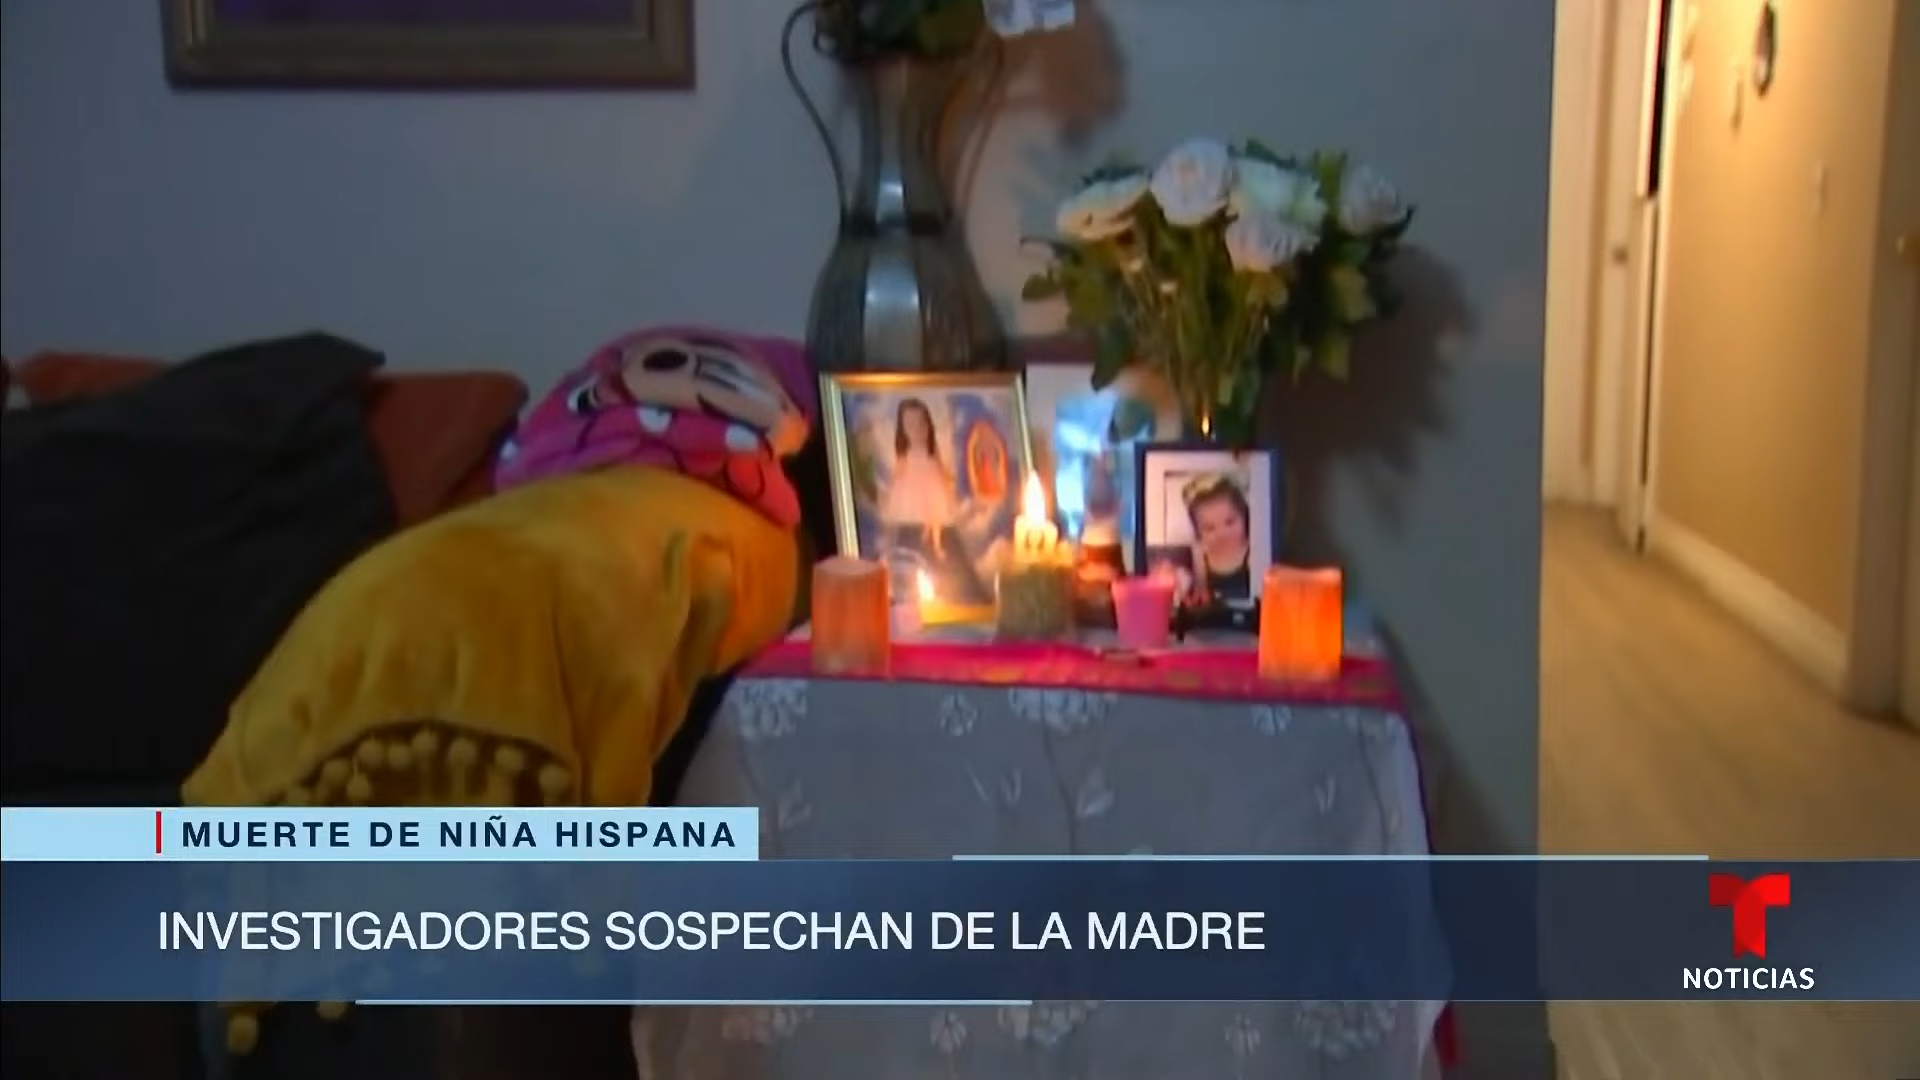 MUERTE DE NIÑA HISPANA
INVESTIGADORES SOSPECHAN DE LA MADRE
NOTICIAS